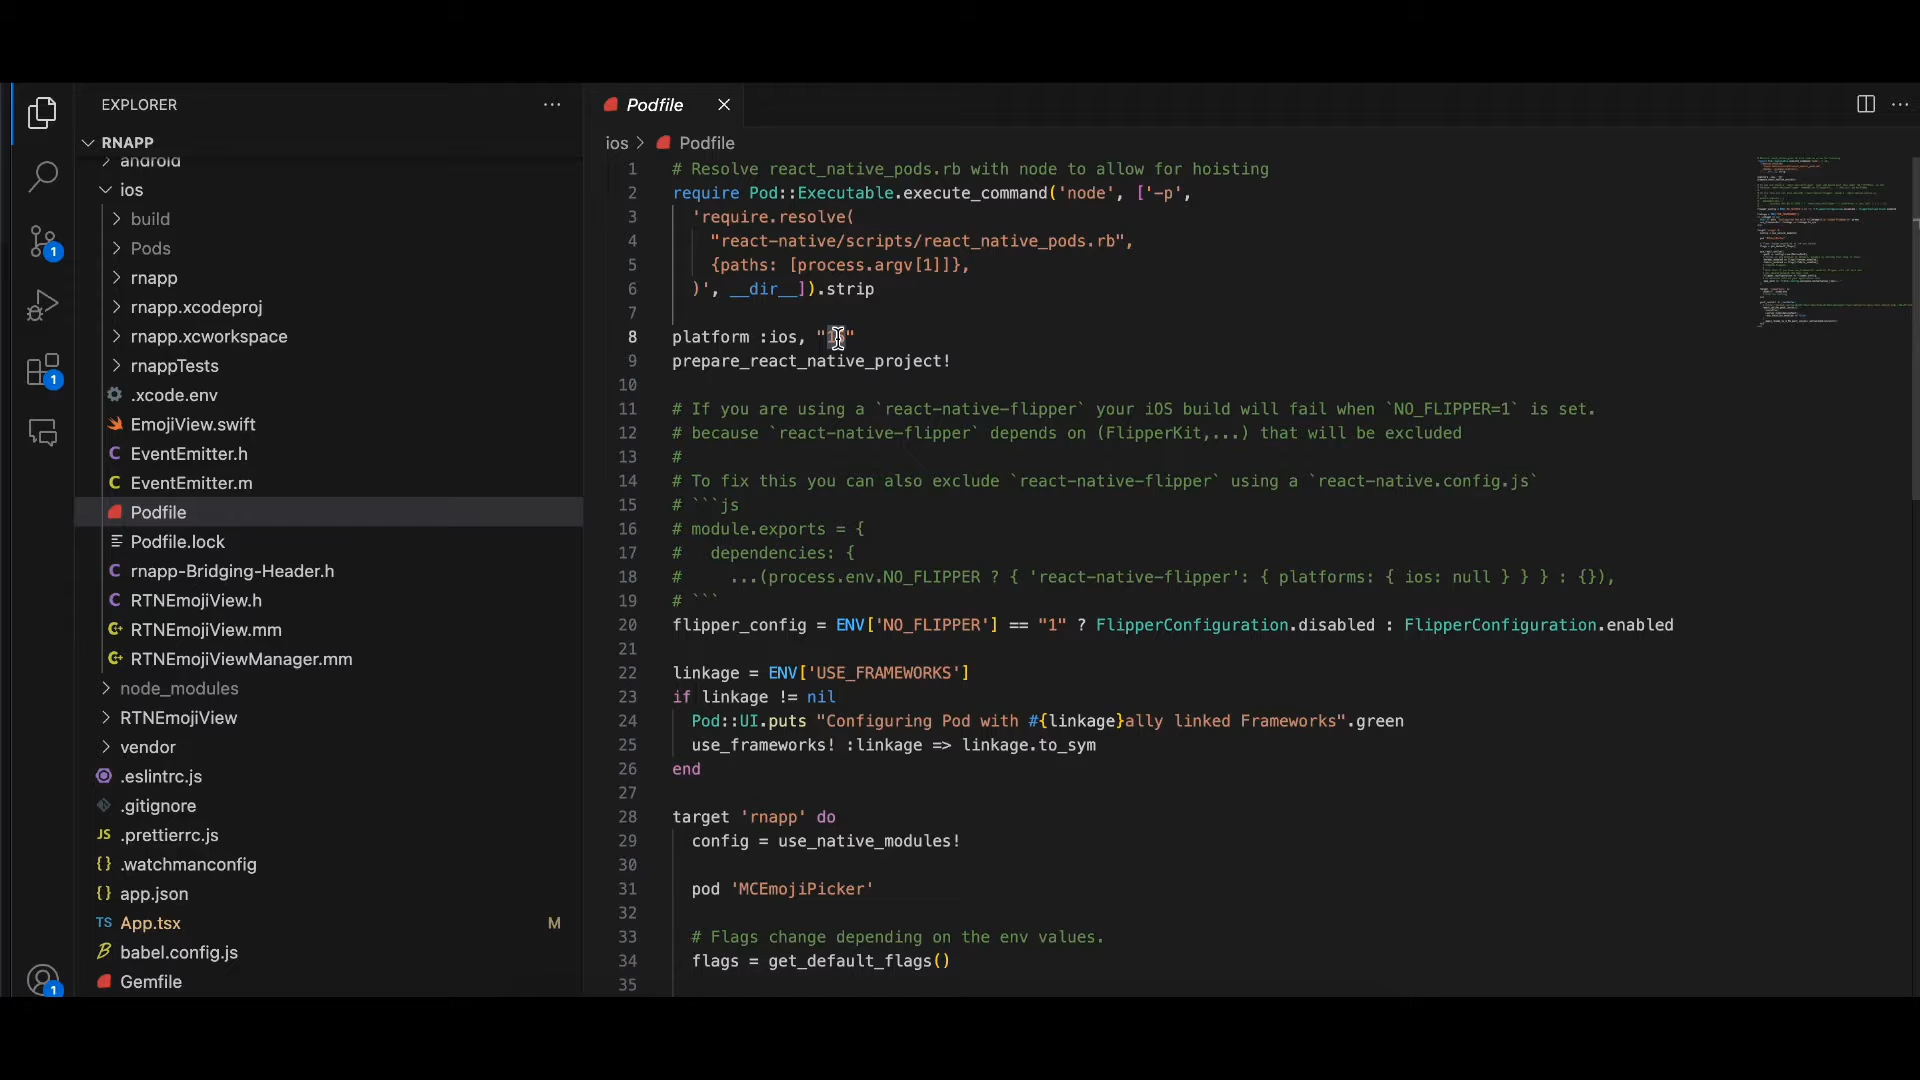 EXPLORER
RNAPP
android
ios
build
Pods
rnapp
rnapp.xcodeproj
rnapp.xcworkspace
rnappTests
.xcode.env
EmojiView.swift
C EventEmitter.h
C EventEmitter.m
Podfile
Podfile.lock
C rnapp-Bridging-Header.h
C RTNEmojiView.h
RTNEmojiView.mm
RTNEmojiViewManager.mm
node_modules
RTNEmojiView
vendor
.eslintrc.js
.gitignore
JS .prettierrc.js
{} .watchmanconfig
{} app.json
TS App.tsx M
babel.config.js
Gemfile
1
1
1
Podfile
ios > Podfile
1 # Resolve react_native_pods.rb with node to allow for hoisting
2 require Pod::Executable.execute_command('node', ['-p',
3 'require.resolve(
4 "react-native/scripts/react_native_pods.rb",
5 {paths: [process.argv[1]]},
6 )', __dir__]).strip
7
8 platform :ios, " "
9 prepare_react_native_project!
10
11 # If you are using a `react-native-flipper` your iOS build will fail when `NO_FLIPPER=1` is set.
12 # because `react-native-flipper` depends on (FlipperKit,...) that will be excluded
13 #
14 # To fix this you can also exclude `react-native-flipper` using a `react-native.config.js`
15 # ```js
16 # module.exports = {
17 #   dependencies: {
18 #     ...(process.env.NO_FLIPPER ? { 'react-native-flipper': { platforms: { ios: null } } } : {}),
19 # ```
20 flipper_config = ENV['NO_FLIPPER'] == "1" ? FlipperConfiguration.disabled : FlipperConfiguration.enabled
21
22 linkage = ENV['USE_FRAMEWORKS']
23 if linkage != nil
24 Pod::UI.puts "Configuring Pod with #{linkage}ally linked Frameworks".green
25 use_frameworks! :linkage => linkage.to_sym
26 end
27
28 target 'rnapp' do
29 config = use_native_modules!
30
31 pod 'MCEmojiPicker'
32
33 # Flags change depending on the env values.
34 flags = get_default_flags()
35